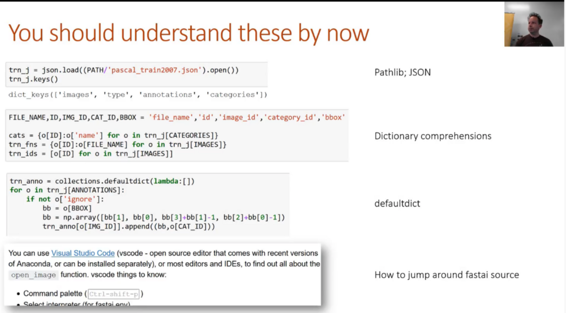 You should understand these by now
trn_j = json.load((PATH/'pascal_train2007.json').open())
trn_j.keys()
dict_keys(['images', 'type', 'annotations', 'categories'])
Pathlib; JSON
FILE_NAME,ID,IMG_ID,CAT_ID,BBOX = 'file_name','id','image_id','category_id','bbox'
cats = {o[ID]:o['name'] for o in trn_j[CATEGORIES]}
trn_fns = {o[ID]:o[FILE_NAME] for o in trn_j[IMAGES]}
trn_ids = [o[ID] for o in trn_j[IMAGES]]
Dictionary comprehensions
trn_anno = collections.defaultdict(lambda:[])
for o in trn_j[ANNOTATIONS]:
if not o['ignore']:
bb = o[BBOX]
bb = np.array([bb[1], bb[0], bb[3]+bb[1]-1, bb[2]+bb[0]-1])
trn_anno[o[IMG_ID]].append((bb,o[CAT_ID]))
defaultdict
You can use Visual Studio Code (vscode - open source editor that comes with recent versions
of Anaconda, or can be installed separately), or most editors and IDEs, to find out all about the
open_image function. vscode things to know:
• Command palette (Ctrl-shift-p)
• Select interpreter (for fastai env)
How to jump around fastai source